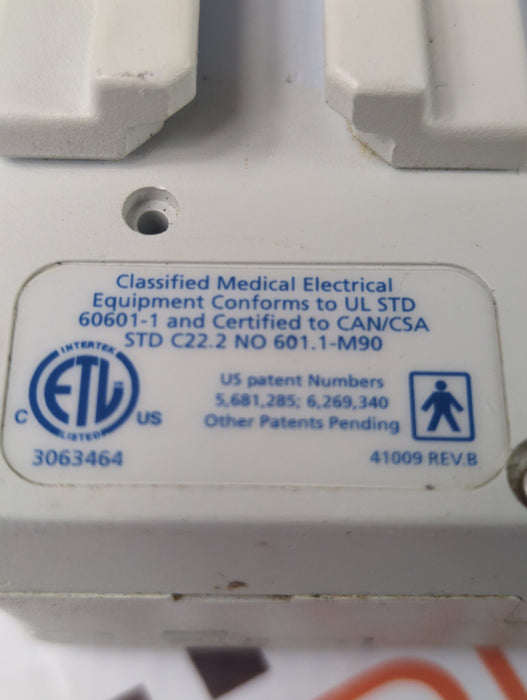 Classified Medical Electrical
Equipment Conforms to UL STD
60601-1 and Certified to CAN/CSA
STD C22.2 NO 601.1-M90
INTERTEK
ETL
C
US
LISTED
3063464
US patent Numbers
5,681,285; 6,269,340
Other Patents Pending
41009 REV.B